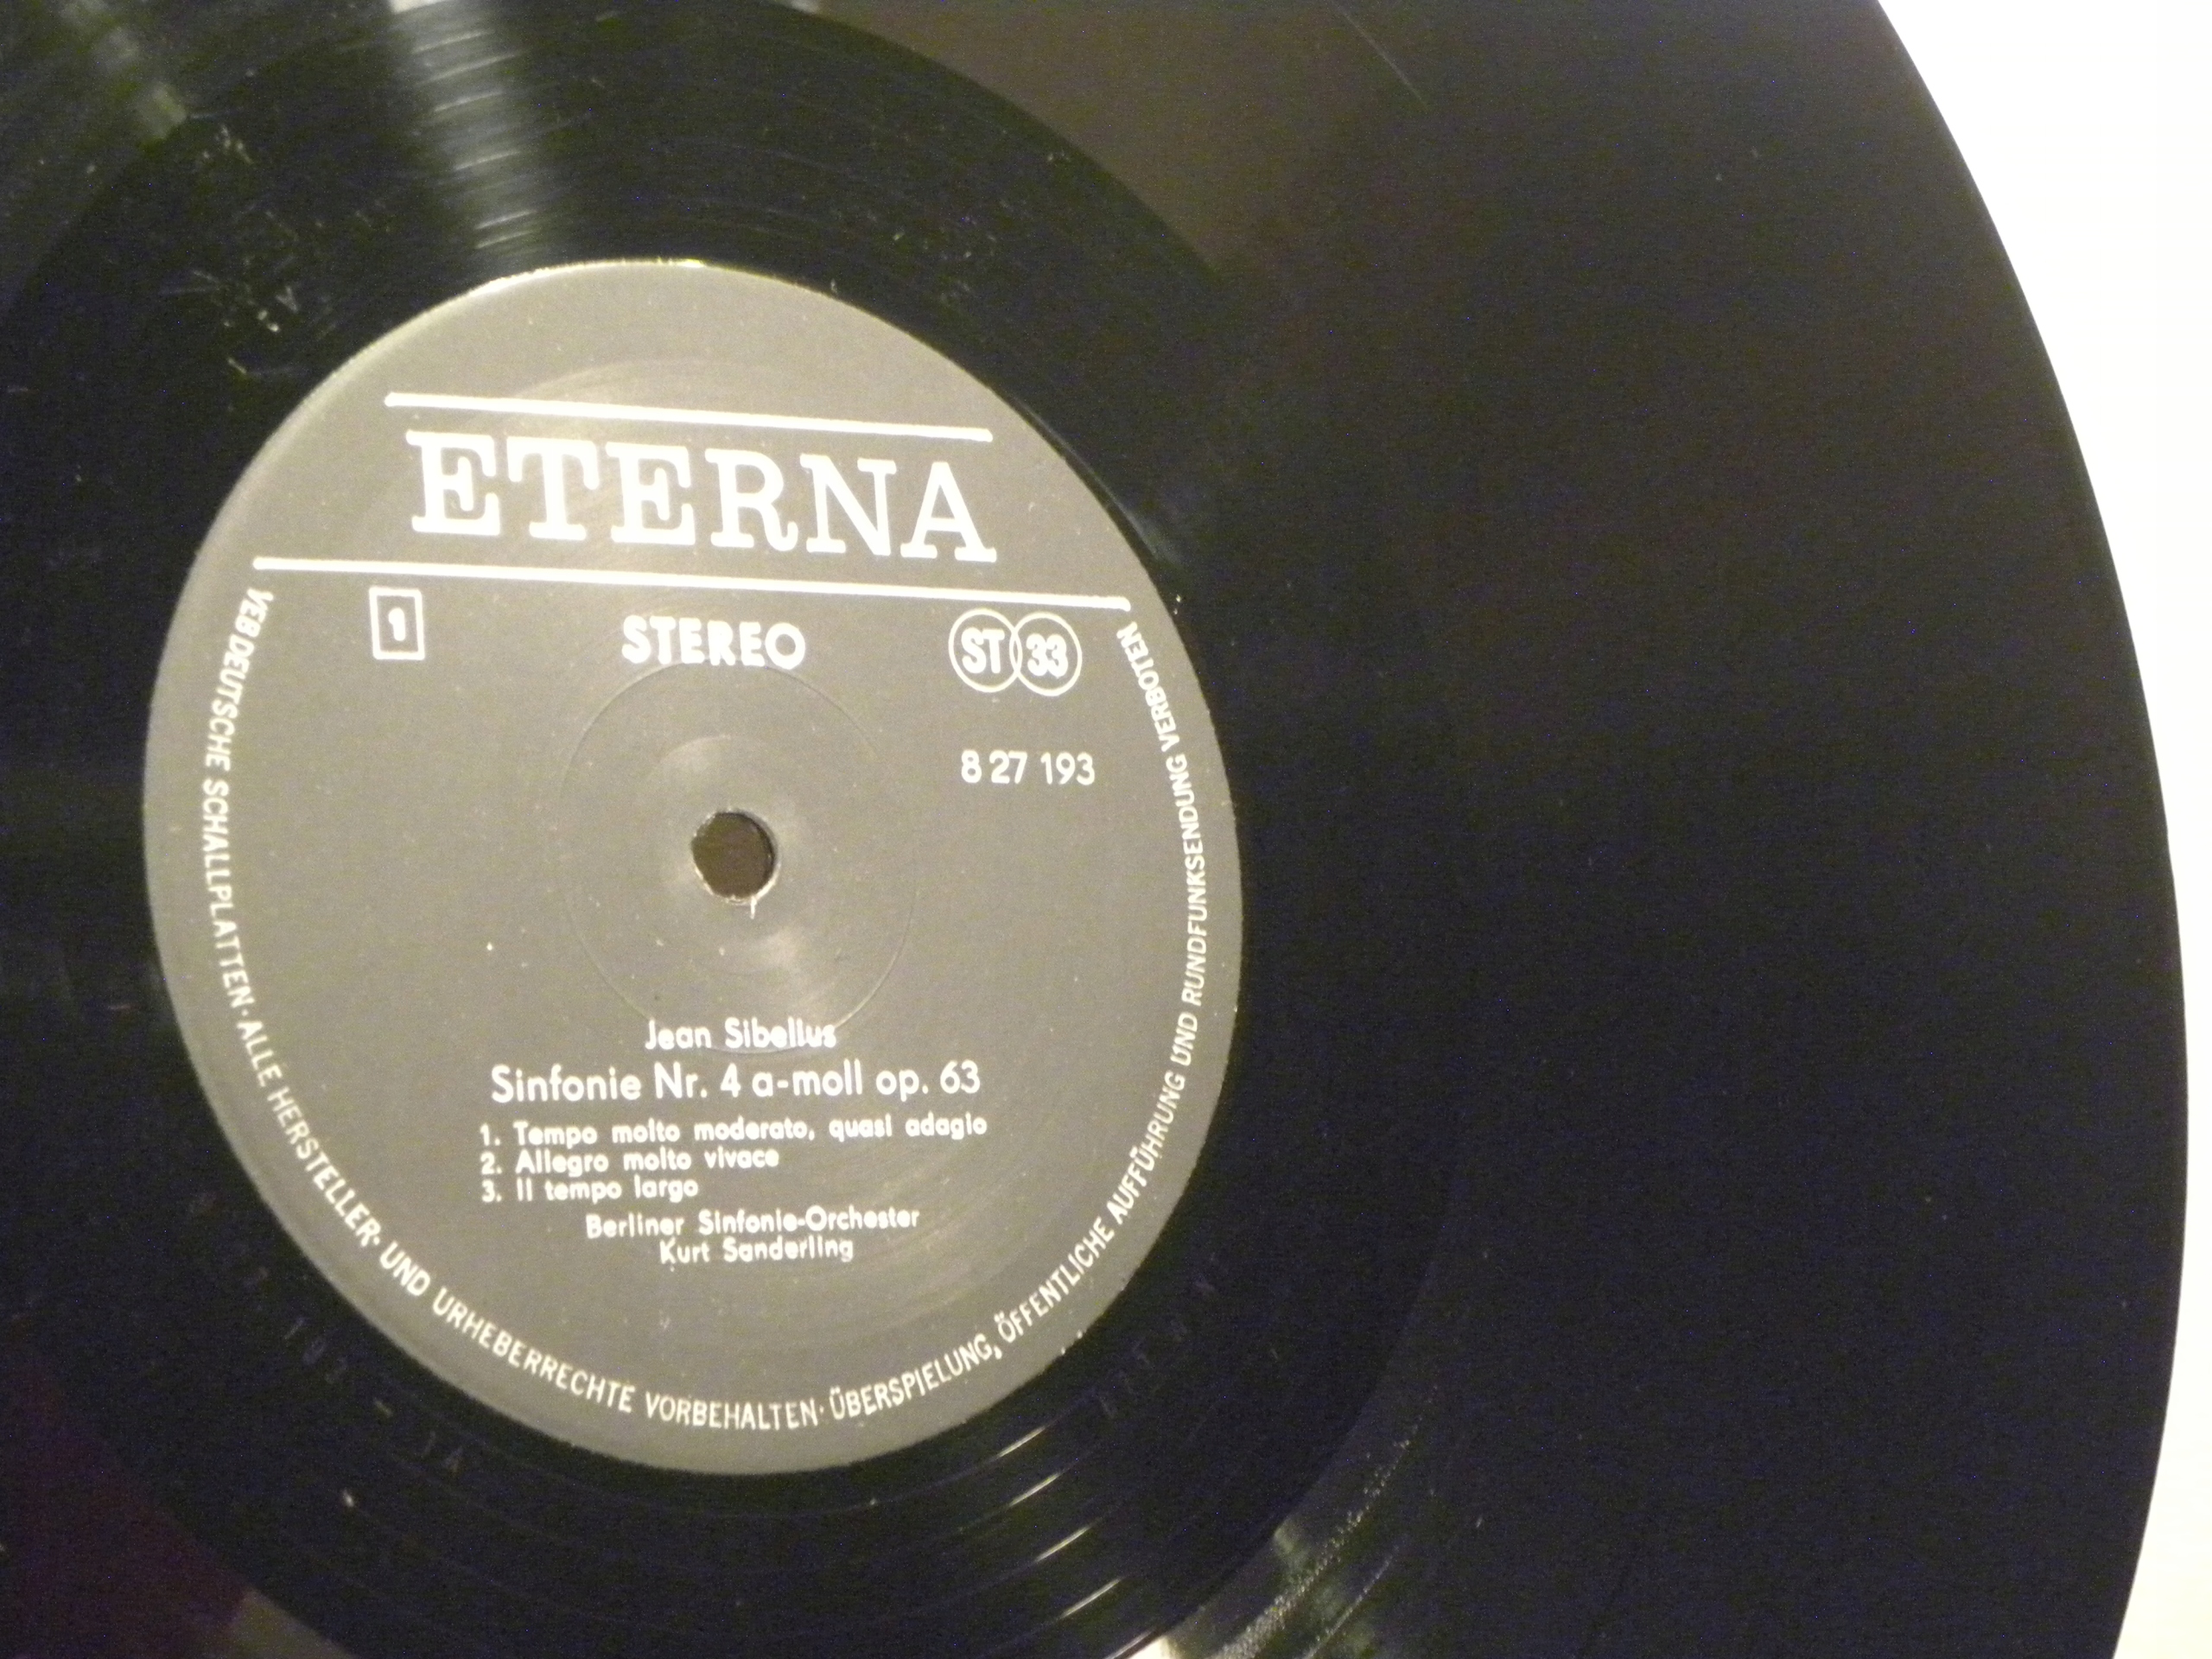 ETERNA
1
STEREO
ST 33
8 27 193
Jean Sibelius
Sinfonie Nr. 4 a-moll op. 63
1. Tempo molto moderato, quasi adagio
2. Allegro molto vivace
3. Il tempo largo
Berliner Sinfonie-Orchester
Kurt Sanderling
VEB DEUTSCHE SCHALLPLATTEN · ALLE HERSTELLER- UND URHEBERRECHTE VORBEHALTEN · ÜBERSPIELUNG, ÖFFENTLICHE AUFFÜHRUNG UND RUNDFUNKSENDUNG VERBOTEN